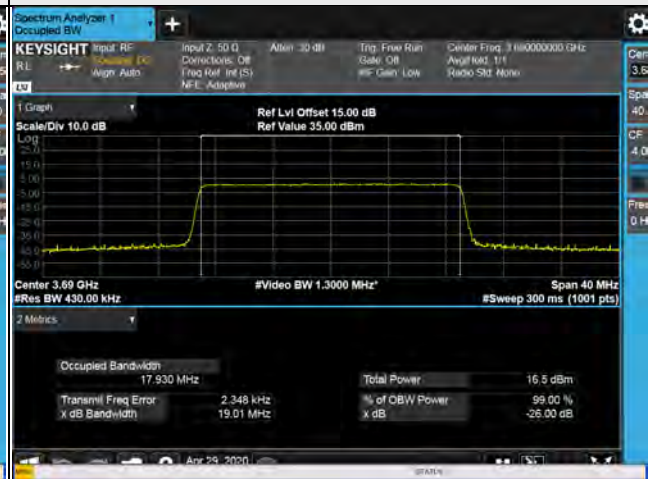 Spectrum Analyzer 1
Occupied BW
+
KEYSIGHT Input: RF Input Z: 50 Ω Atten: 30 dB Trig: Free Run Center Freq: 3.690000000 GHz
RL Coupling: DC Corrections: Off Gate: Off Avg|Hold: 1/1
Align: Auto Freq Ref: Int (S) #IF Gain: Low Radio Std: None
NFE: Adaptive
LXI
1 Graph
Scale/Div 10.0 dB
Ref Lvl Offset 15.00 dB
Ref Value 35.00 dBm
Log
25.0
15.0
5.00
-5.00
-15.0
-25.0
-35.0
-45.0
-55.0
Center 3.69 GHz #Video BW 1.3000 MHz* Span 40 MHz
#Res BW 430.00 kHz #Sweep 300 ms (1001 pts)
2 Metrics
Occupied Bandwidth
17.930 MHz Total Power 16.5 dBm
Transmit Freq Error 2.348 kHz % of OBW Power 99.00 %
x dB Bandwidth 19.01 MHz x dB -26.00 dB
Apr 29, 2020
MSG STATUS